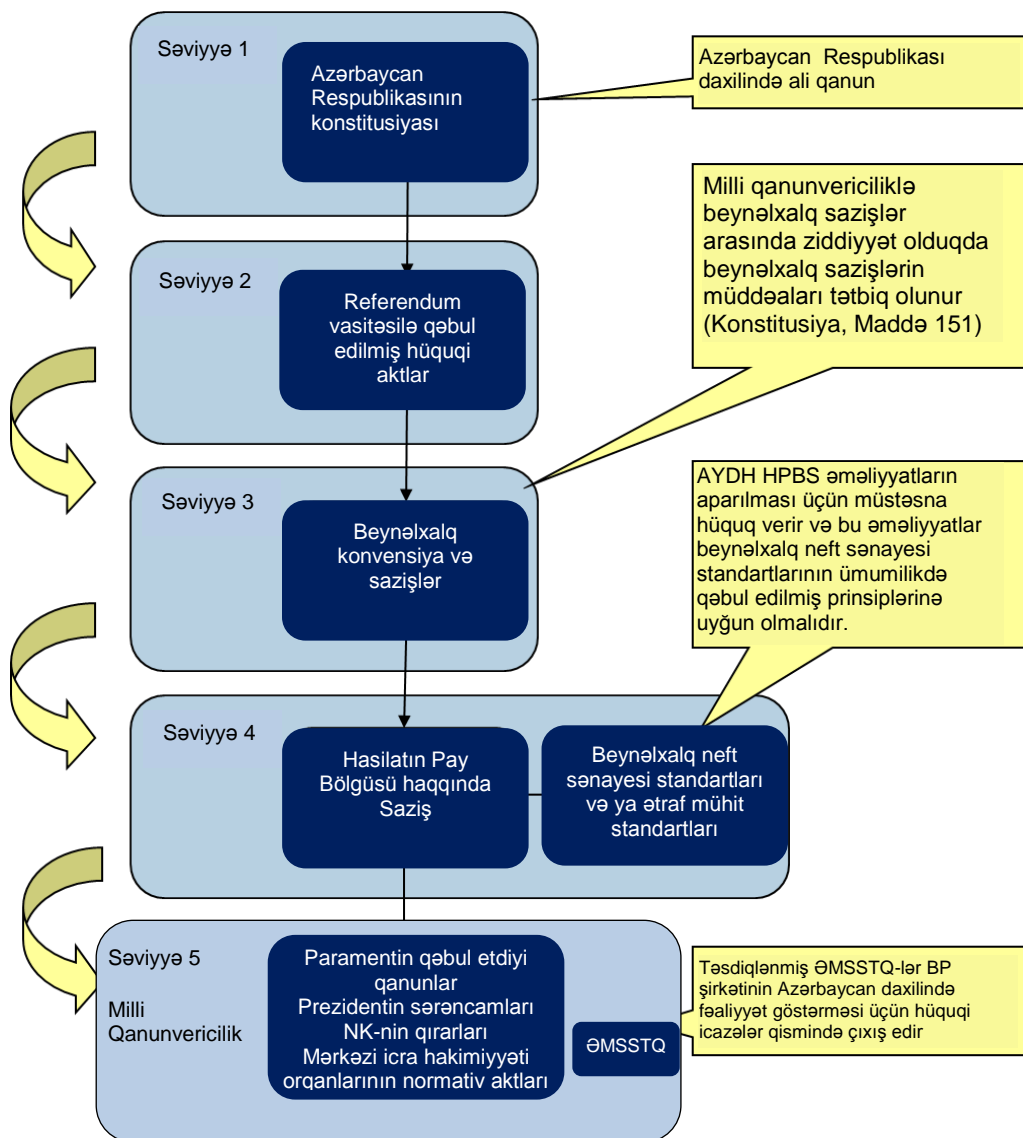 Səviyyə 1
Azərbaycan
Respublikasının
konstitusiyası
Azərbaycan Respublikası
daxilində ali qanun
Səviyyə 2
Referendum
vasitəsilə qəbul
edilmiş hüquqi
aktlar
Milli qanunvericiliklə
beynəlxalq sazişlər
arasında ziddiyyət olduqda
beynəlxalq sazişlərin
müddəaları tətbiq olunur
(Konstitusiya, Maddə 151)
Səviyyə 3
Beynəlxalq
konvensiya və
sazişlər
AYDH HPBS əməliyyatların
aparılması üçün müstəsna
hüquq verir və bu əməliyyatlar
beynəlxalq neft sənayesi
standartlarının ümumilikdə
qəbul edilmiş prinsiplərinə
uyğun olmalıdır.
Səviyyə 4
Hasilatın Pay
Bölgüsü haqqında
Saziş
Beynəlxalq neft
sənayesi standartları
və ya ətraf mühit
standartları
Səviyyə 5
Milli
Qanunvericilik
Paramentin qəbul etdiyi
qanunlar
Prezidentin sərəncamları
NK-nin qırarları
Mərkəzi icra hakimiyyəti
orqanlarının normativ aktları
ƏMSSTQ
Təsdiqlənmiş ƏMSSTQ-lər BP
şirkətinin Azərbaycan daxilində
fəaliyyət göstərməsi üçün hüquqi
icazələr qismində çıxış edir